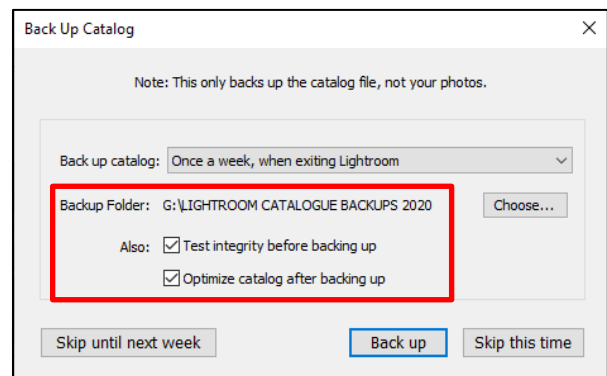 Back Up Catalog
Note: This only backs up the catalog file, not your photos.
Back up catalog: Once a week, when exiting Lightroom
Backup Folder: G:\LIGHTROOM CATALOGUE BACKUPS 2020 Choose...
Also: Test integrity before backing up
Optimize catalog after backing up
Skip until next week Back up Skip this time